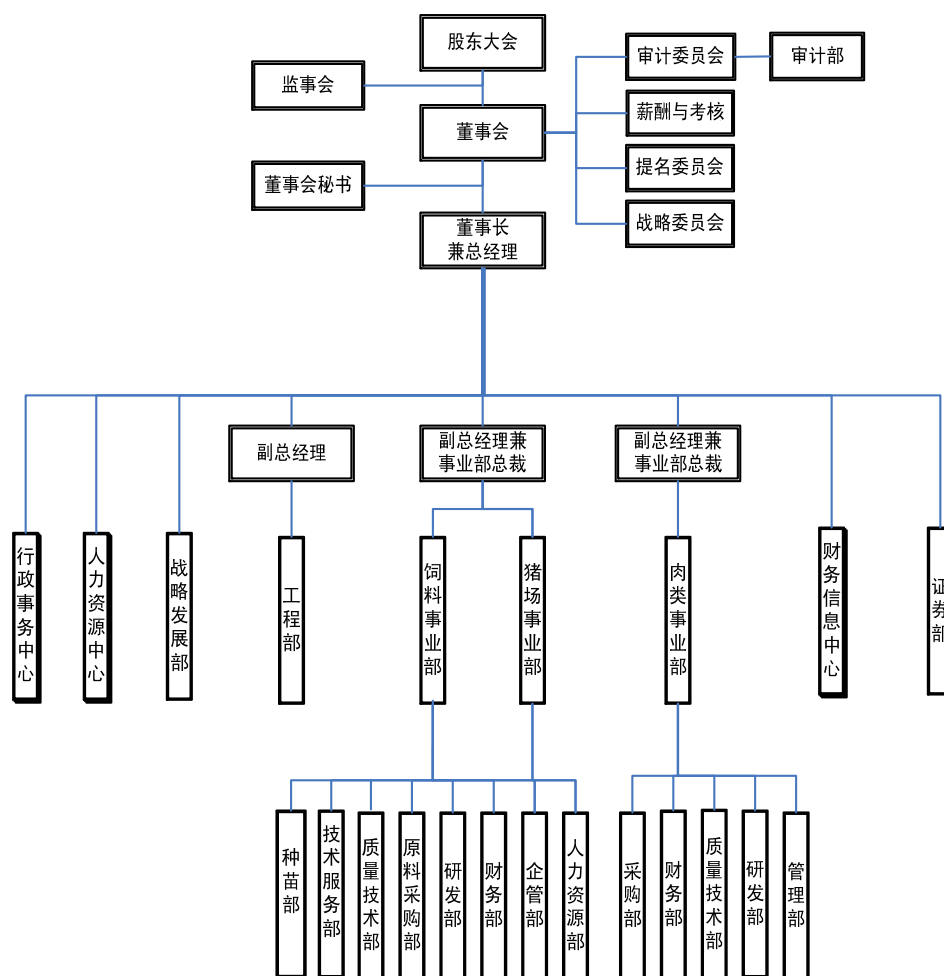 股东大会
审计委员会
审计部
监事会
薪酬与考核
董事会
提名委员会
董事会秘书
战略委员会
董事长
兼总经理
副总经理
副总经理兼
事业部总裁
副总经理兼
事业部总裁
行政事务中心
人力资源中心
战略发展部
工程部
饲料事业部
猪场事业部
肉类事业部
财务信息中心
证券部
种苗部
技术服务部
质量技术部
原料采购部
研发部
财务部
企管部
人力资源部
采购部
财务部
质量技术部
研发部
管理部